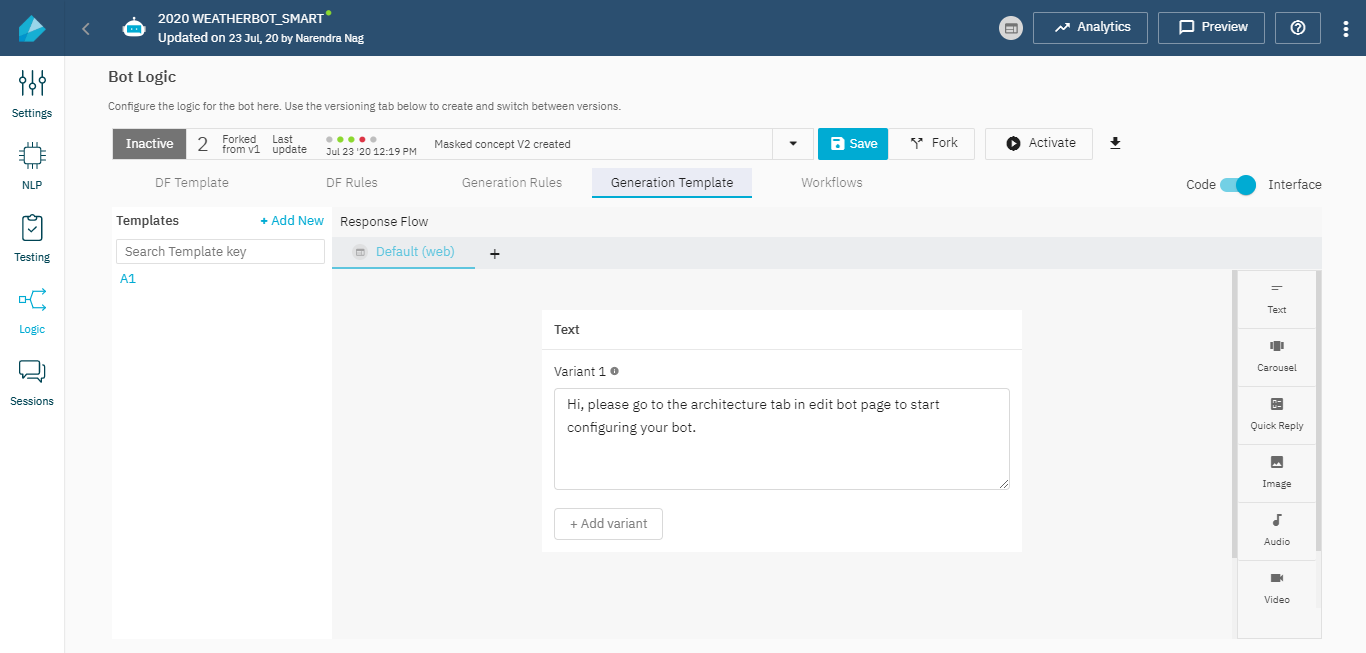 2020 WEATHERBOT_SMART
Updated on 23 Jul, 20 by Narendra Nag
Analytics
Preview
Settings
NLP
Testing
Logic
Sessions
Bot Logic
Configure the logic for the bot here. Use the versioning tab below to create and switch between versions.
Inactive
2
Forked
from v1
Last
update
Jul 23 '20 12:19 PM
Masked concept V2 created
Save
Fork
Activate
DF Template
DF Rules
Generation Rules
Generation Template
Workflows
Code
Interface
Templates
+ Add New
Search Template key
A1
Response Flow
Default (web)
+
Text
Variant 1
Hi, please go to the architecture tab in edit bot page to start
configuring your bot.
+ Add variant
Text
Carousel
Quick Reply
Image
Audio
Video